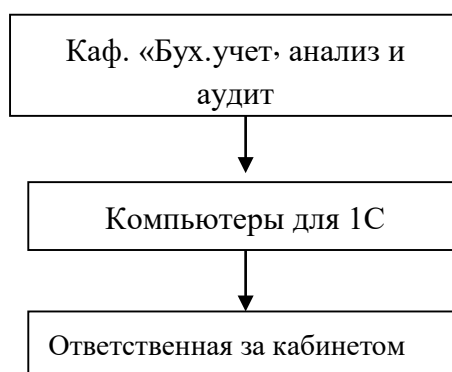 Каф. «Бух.учет, анализ и
аудит
Компьютеры для 1С
Ответственная за кабинетом